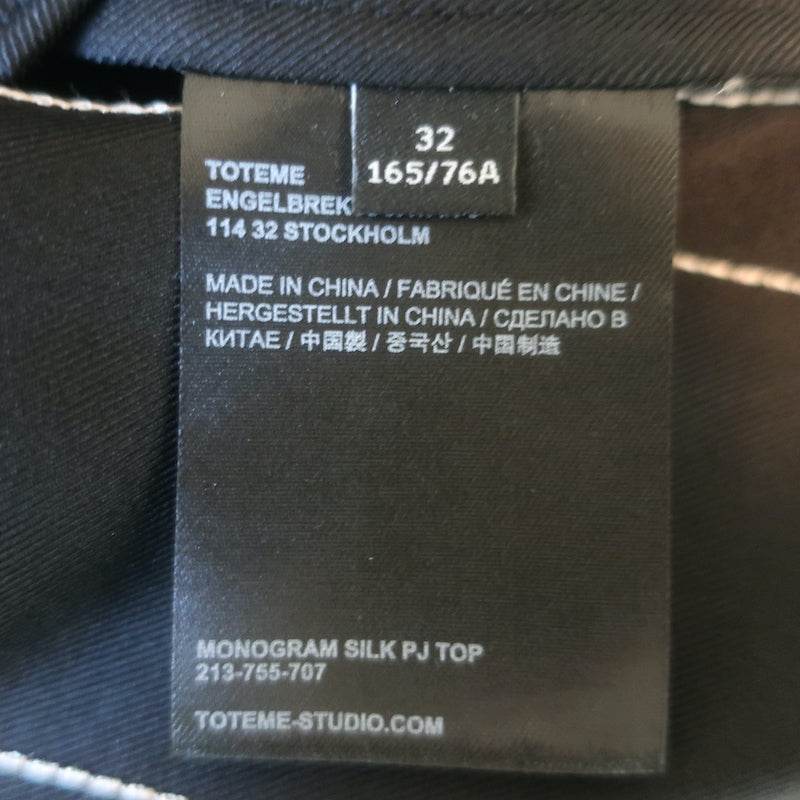 32
165/76A
TOTEME
114 32 STOCKHOLM
MADE IN CHINA / FABRIQUÉ EN CHINE /
HERGESTELLT IN CHINA / СДЕЛАНО В
КИТАЕ / 中國製 / 중국산 / 中国制造
MONOGRAM SILK PJ TOP
213-755-707
TOTEME-STUDIO.COM